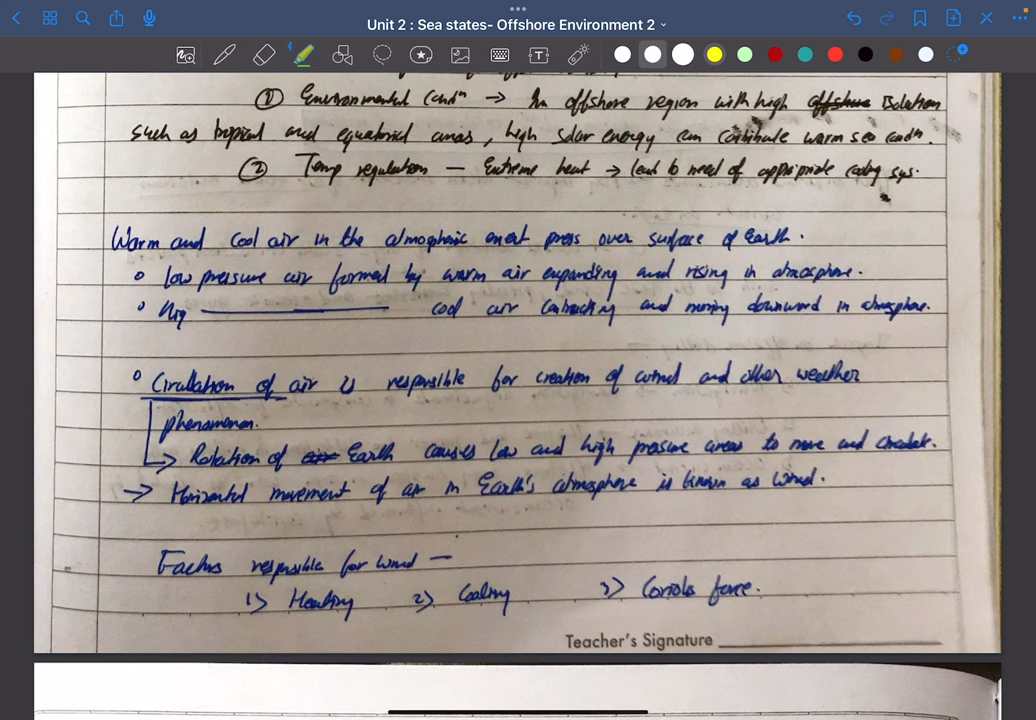 Unit 2 : Sea states- Offshore Environment 2
T
① Environmental Condⁿ → In offshore region with high offshore Isolation
such as tropical and equatorial areas, high solar energy can contribute warm sea condⁿ.
② Temp regulation — Extreme heat → lead to need of appropriate cooling sys.
Warm and cool air in the atmospheric exert press over surface of Earth.
o low pressure air formed by warm air expanding and rising in atmosphere.
o Hig ———— cool air contracting and moving downward in atmosphere.
o Circulation of air is responsible for creation of wind and other weather
phenomenon.
→ Rotation of Earth causes low and high pressure areas to move and circulate.
→ Horizontal movement of air in Earth's atmosphere is known as wind.
Factors responsible for wind —
1> Heating 2> Cooling 3> Coriolis force.
Teacher's Signature